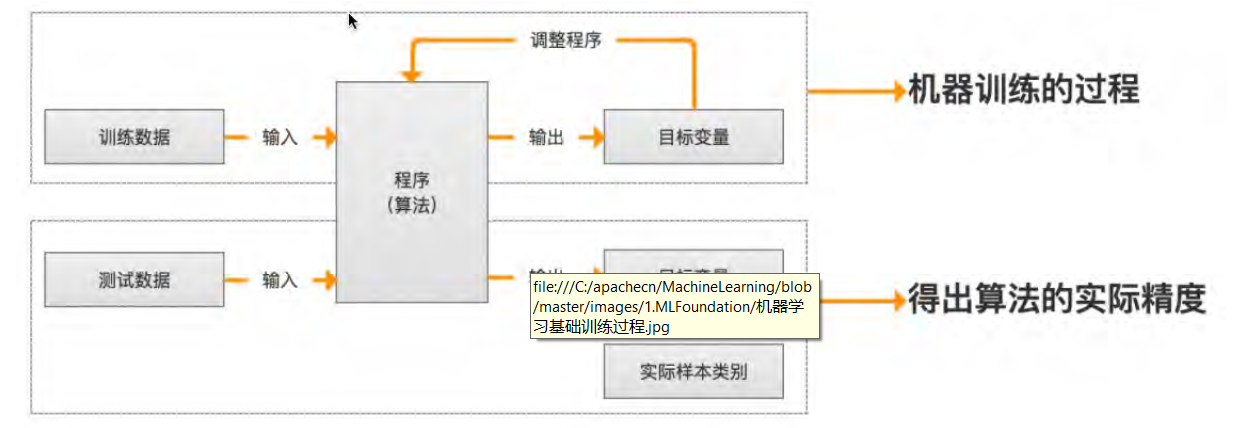 调整程序
机器训练的过程
训练数据
输入
输出
目标变量
程序
（算法）
测试数据
输入
file:///C:/apachecn/MachineLearning/blob
/master/images/1.MLFoundation/机器学
习基础训练过程.jpg
得出算法的实际精度
实际样本类别